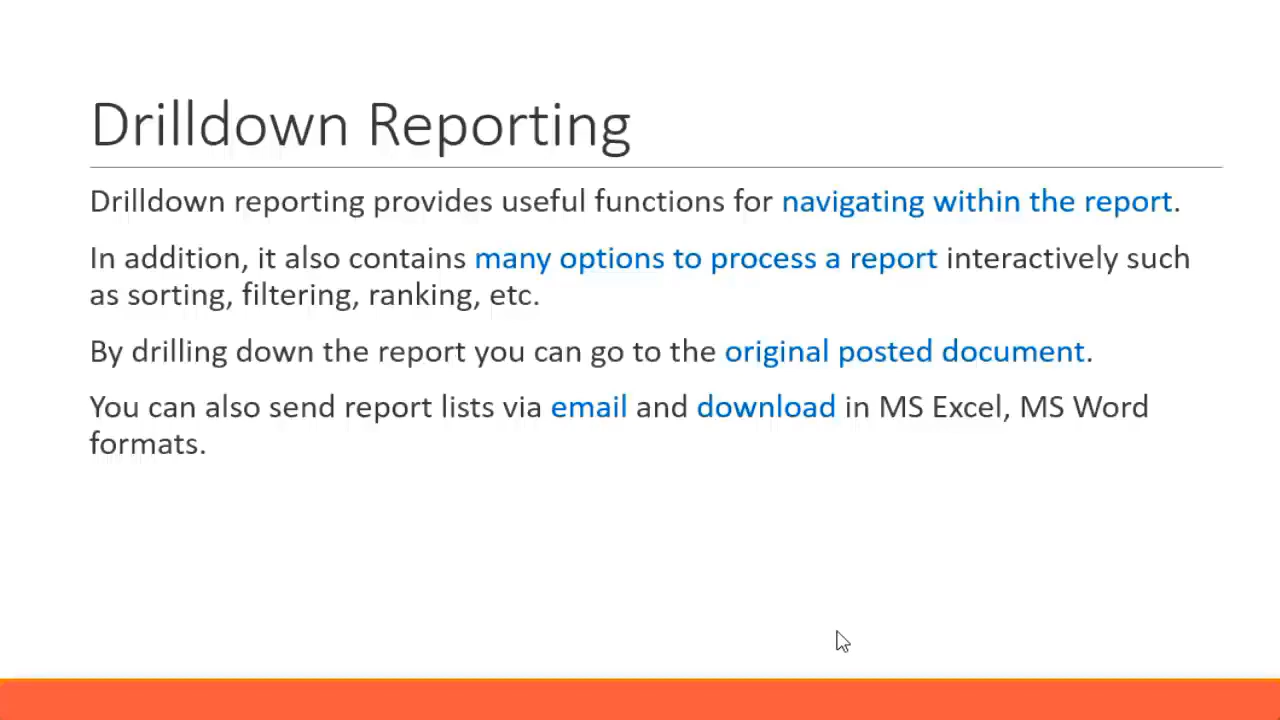 Drilldown Reporting
Drilldown reporting provides useful functions for navigating within the report.
In addition, it also contains many options to process a report interactively such
as sorting, filtering, ranking, etc.
By drilling down the report you can go to the original posted document.
You can also send report lists via email and download in MS Excel, MS Word
formats.